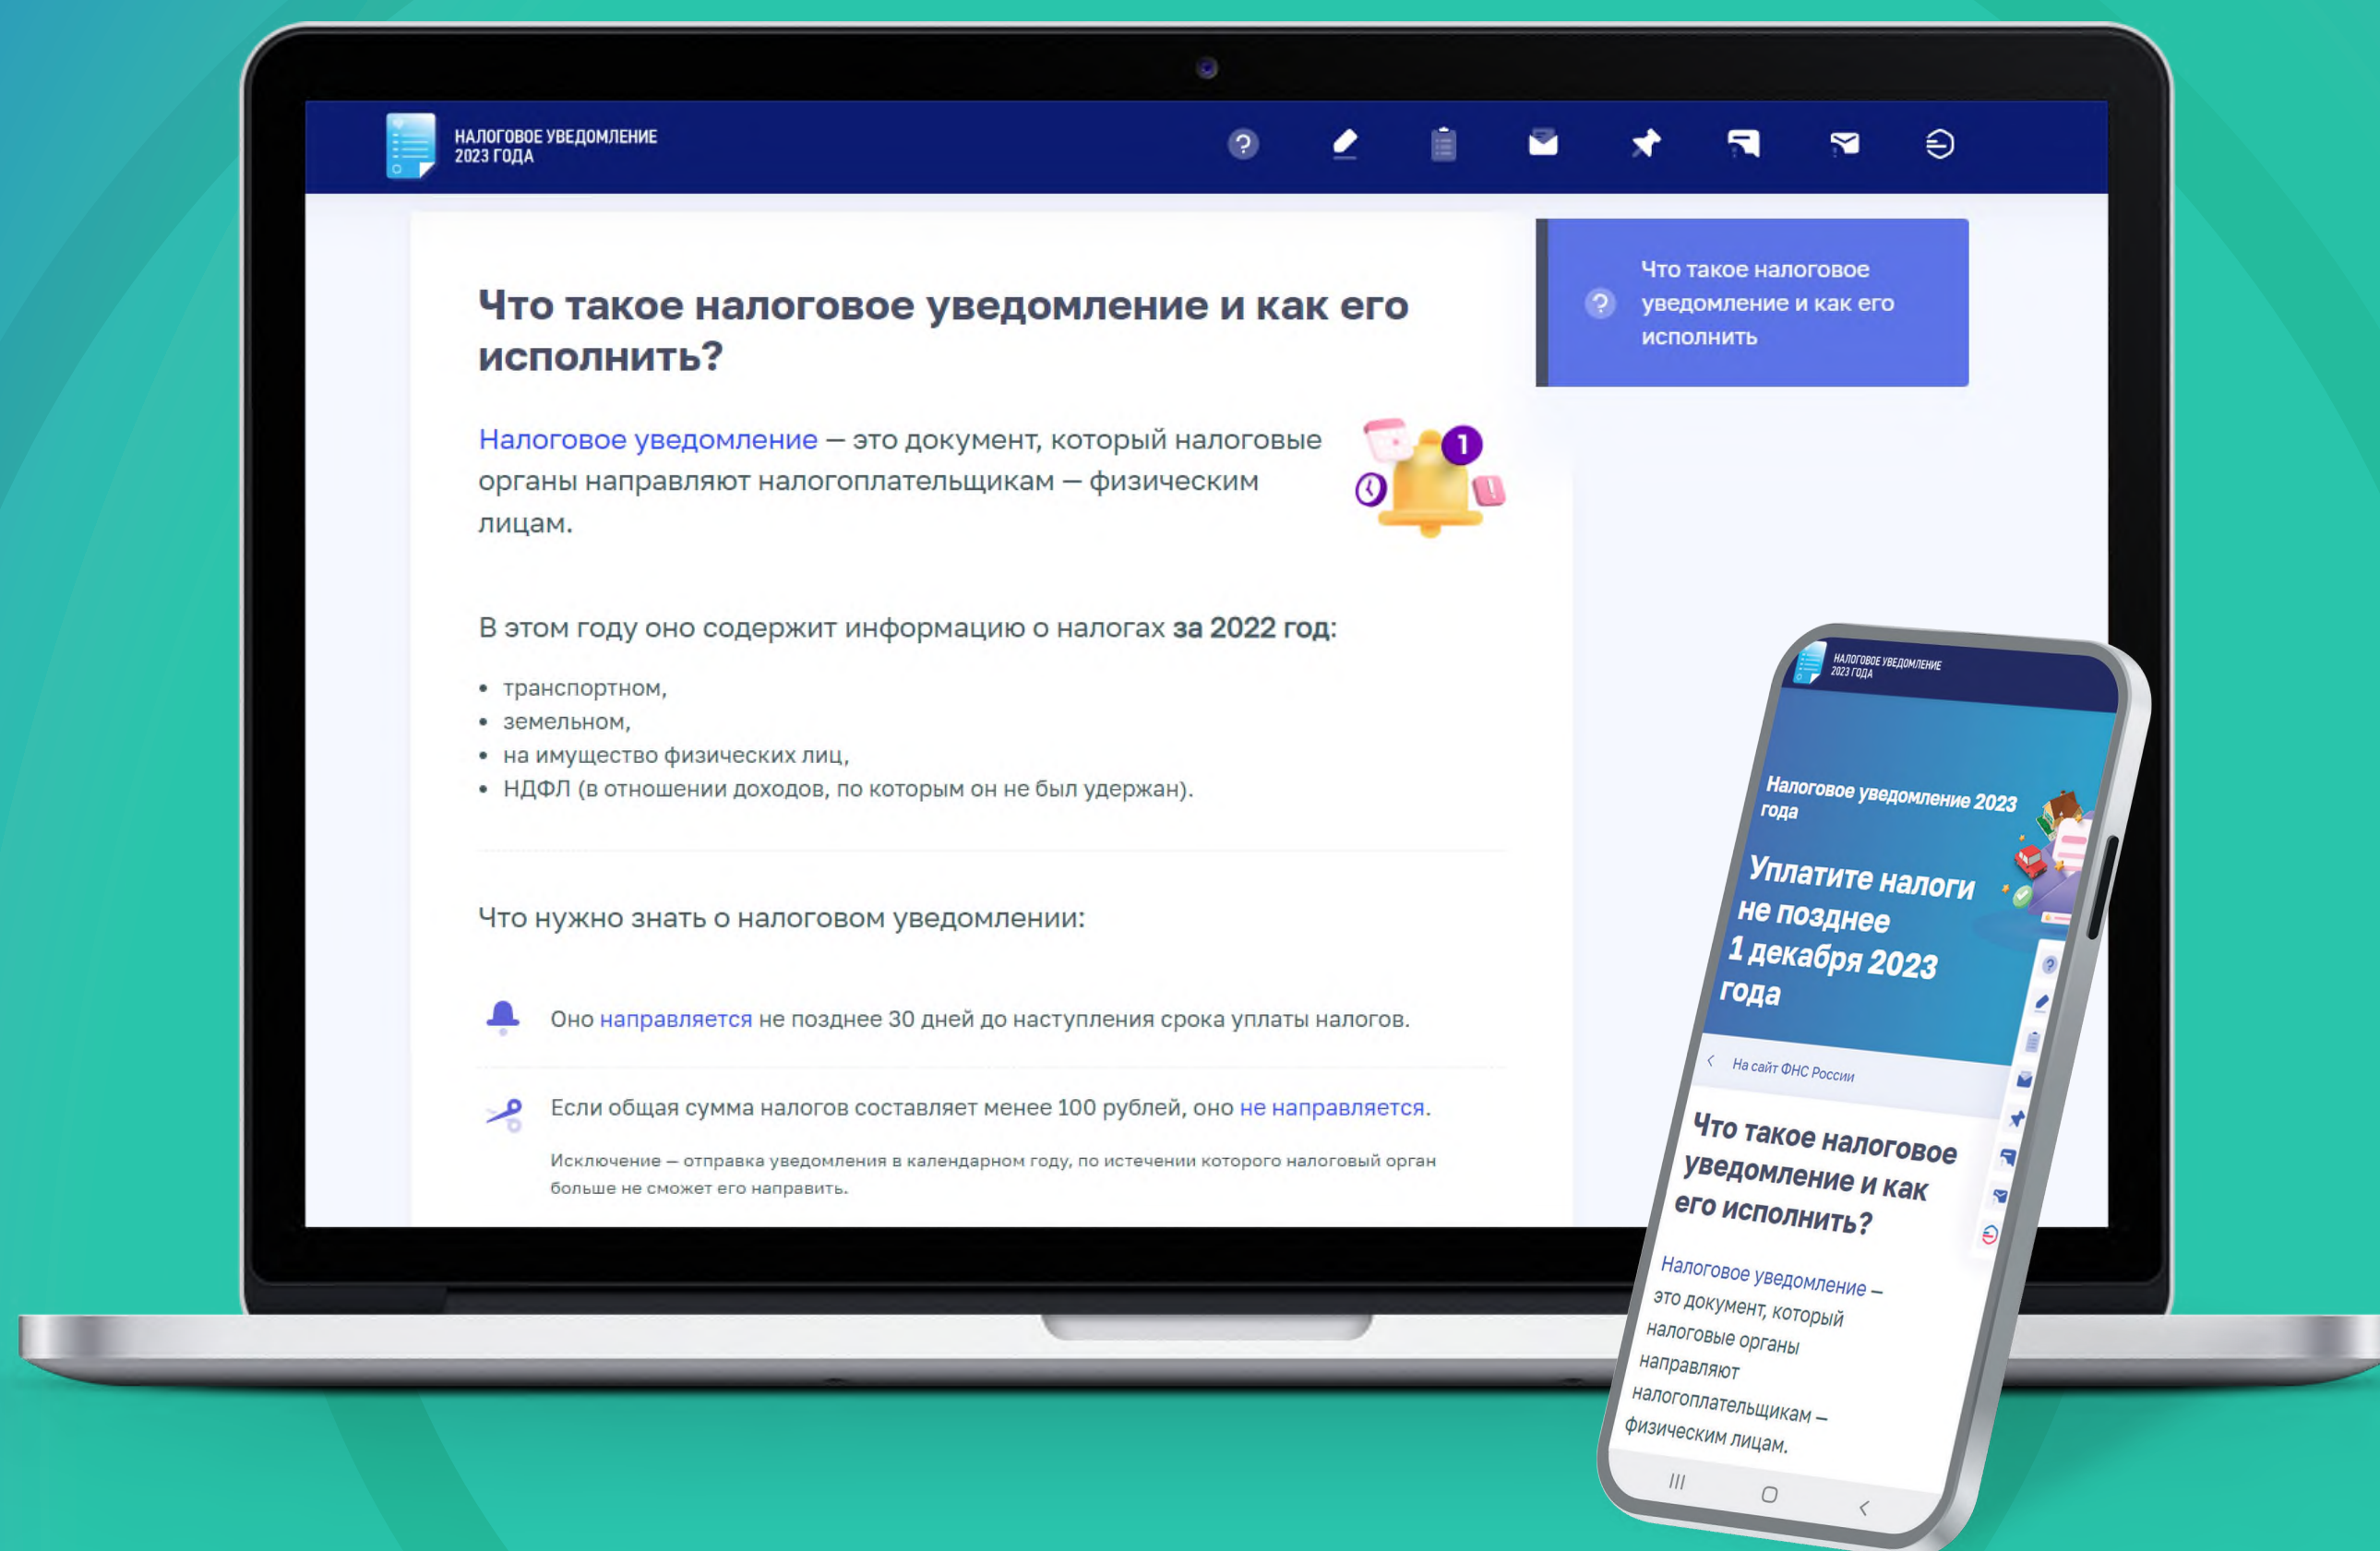 НАЛОГОВОЕ УВЕДОМЛЕНИЕ
2023 ГОДА
Что такое налоговое уведомление и как его
исполнить?
Налоговое уведомление — это документ, который налоговые
органы направляют налогоплательщикам — физическим
лицам.
1
В этом году оно содержит информацию о налогах за 2022 год:
• транспортном,
• земельном,
• на имущество физических лиц,
• НДФЛ (в отношении доходов, по которым он не был удержан).
Что нужно знать о налоговом уведомлении:
Оно направляется не позднее 30 дней до наступления срока уплаты налогов.
Если общая сумма налогов составляет менее 100 рублей, оно не направляется.
Исключение — отправка уведомления в календарном году, по истечении которого налоговый орган
больше не сможет его направить.
Что такое налоговое
уведомление и как его
исполнить
НАЛОГОВОЕ УВЕДОМЛЕНИЕ
2023 ГОДА
Налоговое уведомление 2023
года
Уплатите налоги
не позднее
1 декабря 2023
года
На сайт ФНС России
Что такое налоговое
уведомление и как
его исполнить?
Налоговое уведомление —
это документ, который
налоговые органы
направляют
налогоплательщикам —
физическим лицам.